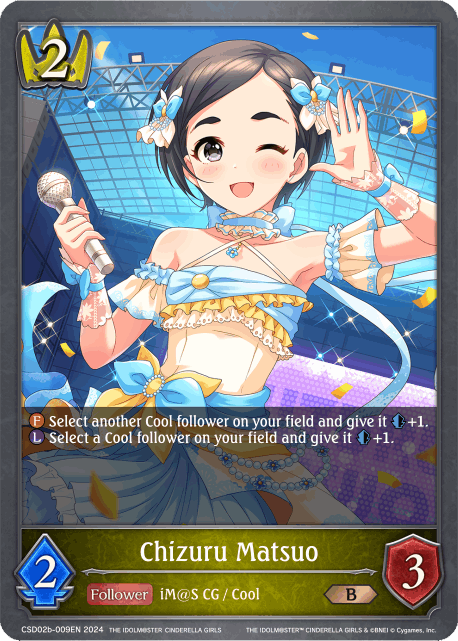 2
Chizuru Matsuo
F Select another Cool follower on your field and give it +1.
L Select a Cool follower on your field and give it +1.
2
Follower iM@S CG / Cool B
3
CSD02b-009EN 2024 THE IDOLM@STER CINDERELLA GIRLS THE IDOLM@STER™ CINDERELLA GIRLS & ©BNEI © Cygames, Inc.